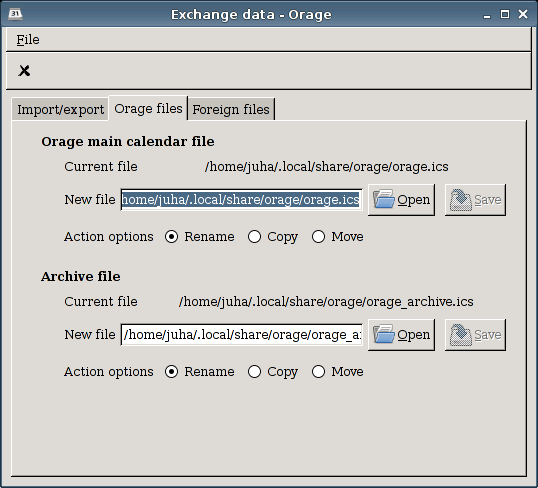 31 Exchange data - Orage
File
Import/export Orage files Foreign files
Orage main calendar file
Current file /home/juha/.local/share/orage/orage.ics
New file home/juha/.local/share/orage/orage.ics Open Save
Action options Rename Copy Move
Archive file
Current file /home/juha/.local/share/orage/orage_archive.ics
New file /home/juha/.local/share/orage/orage_a Open Save
Action options Rename Copy Move